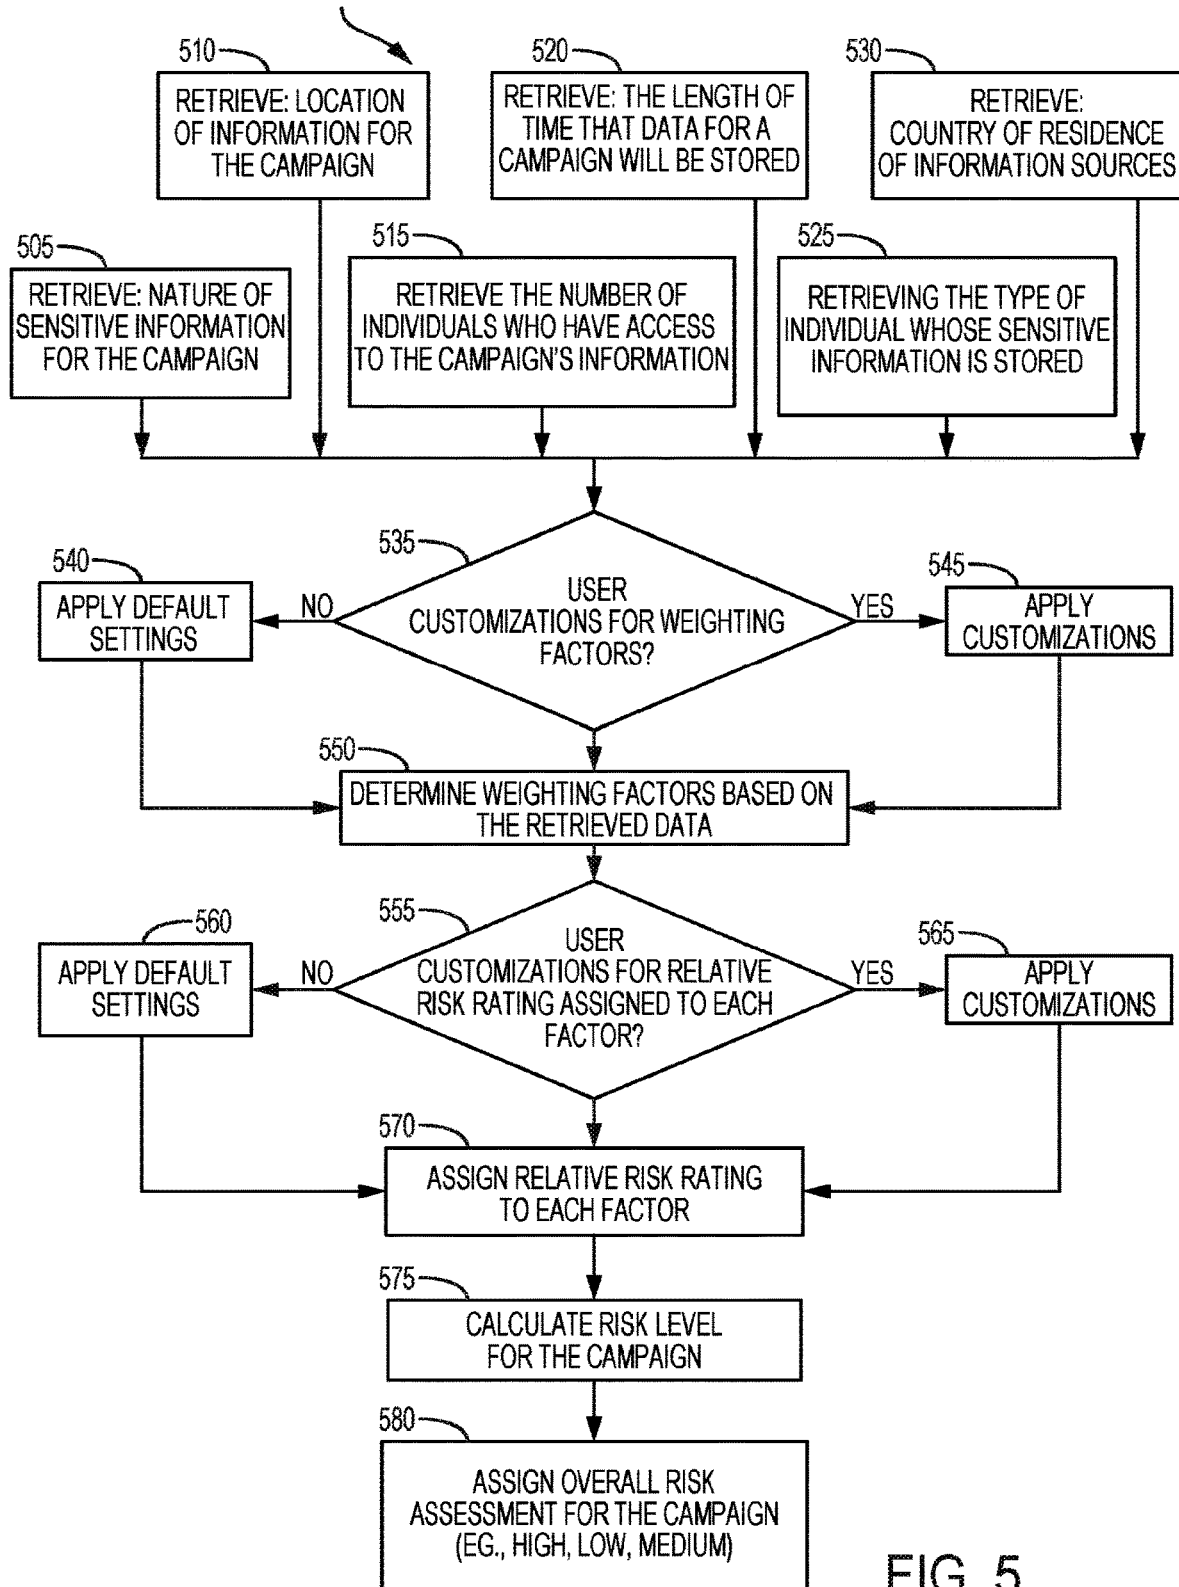 510
RETRIEVE: LOCATION
OF INFORMATION FOR
THE CAMPAIGN
520
RETRIEVE: THE LENGTH OF
TIME THAT DATA FOR A
CAMPAIGN WILL BE STORED
530
RETRIEVE:
COUNTRY OF RESIDENCE
OF INFORMATION SOURCES
505
RETRIEVE: NATURE OF
SENSITIVE INFORMATION
FOR THE CAMPAIGN
515
RETRIEVE THE NUMBER OF
INDIVIDUALS WHO HAVE ACCESS
TO THE CAMPAIGN'S INFORMATION
525
RETRIEVING THE TYPE OF
INDIVIDUAL WHOSE SENSITIVE
INFORMATION IS STORED
535
USER
CUSTOMIZATIONS FOR WEIGHTING
FACTORS?
NO
YES
540
APPLY DEFAULT
SETTINGS
545
APPLY
CUSTOMIZATIONS
550
DETERMINE WEIGHTING FACTORS BASED ON
THE RETRIEVED DATA
555
USER
CUSTOMIZATIONS FOR RELATIVE
RISK RATING ASSIGNED TO EACH
FACTOR?
NO
YES
560
APPLY DEFAULT
SETTINGS
565
APPLY
CUSTOMIZATIONS
570
ASSIGN RELATIVE RISK RATING
TO EACH FACTOR
575
CALCULATE RISK LEVEL
FOR THE CAMPAIGN
580
ASSIGN OVERALL RISK
ASSESSMENT FOR THE CAMPAIGN
(EG., HIGH, LOW, MEDIUM)
FIG. 5